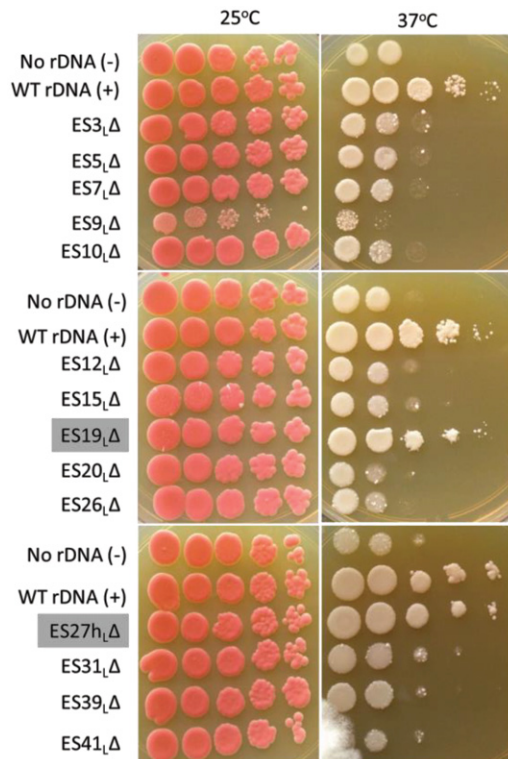 25°C 37°C
No rDNA (-)
WT rDNA (+)
ES3LΔ
ES5LΔ
ES7LΔ
ES9LΔ
ES10LΔ
No rDNA (-)
WT rDNA (+)
ES12LΔ
ES15LΔ
ES19LΔ
ES20LΔ
ES26LΔ
No rDNA (-)
WT rDNA (+)
ES27hLΔ
ES31LΔ
ES39LΔ
ES41LΔ